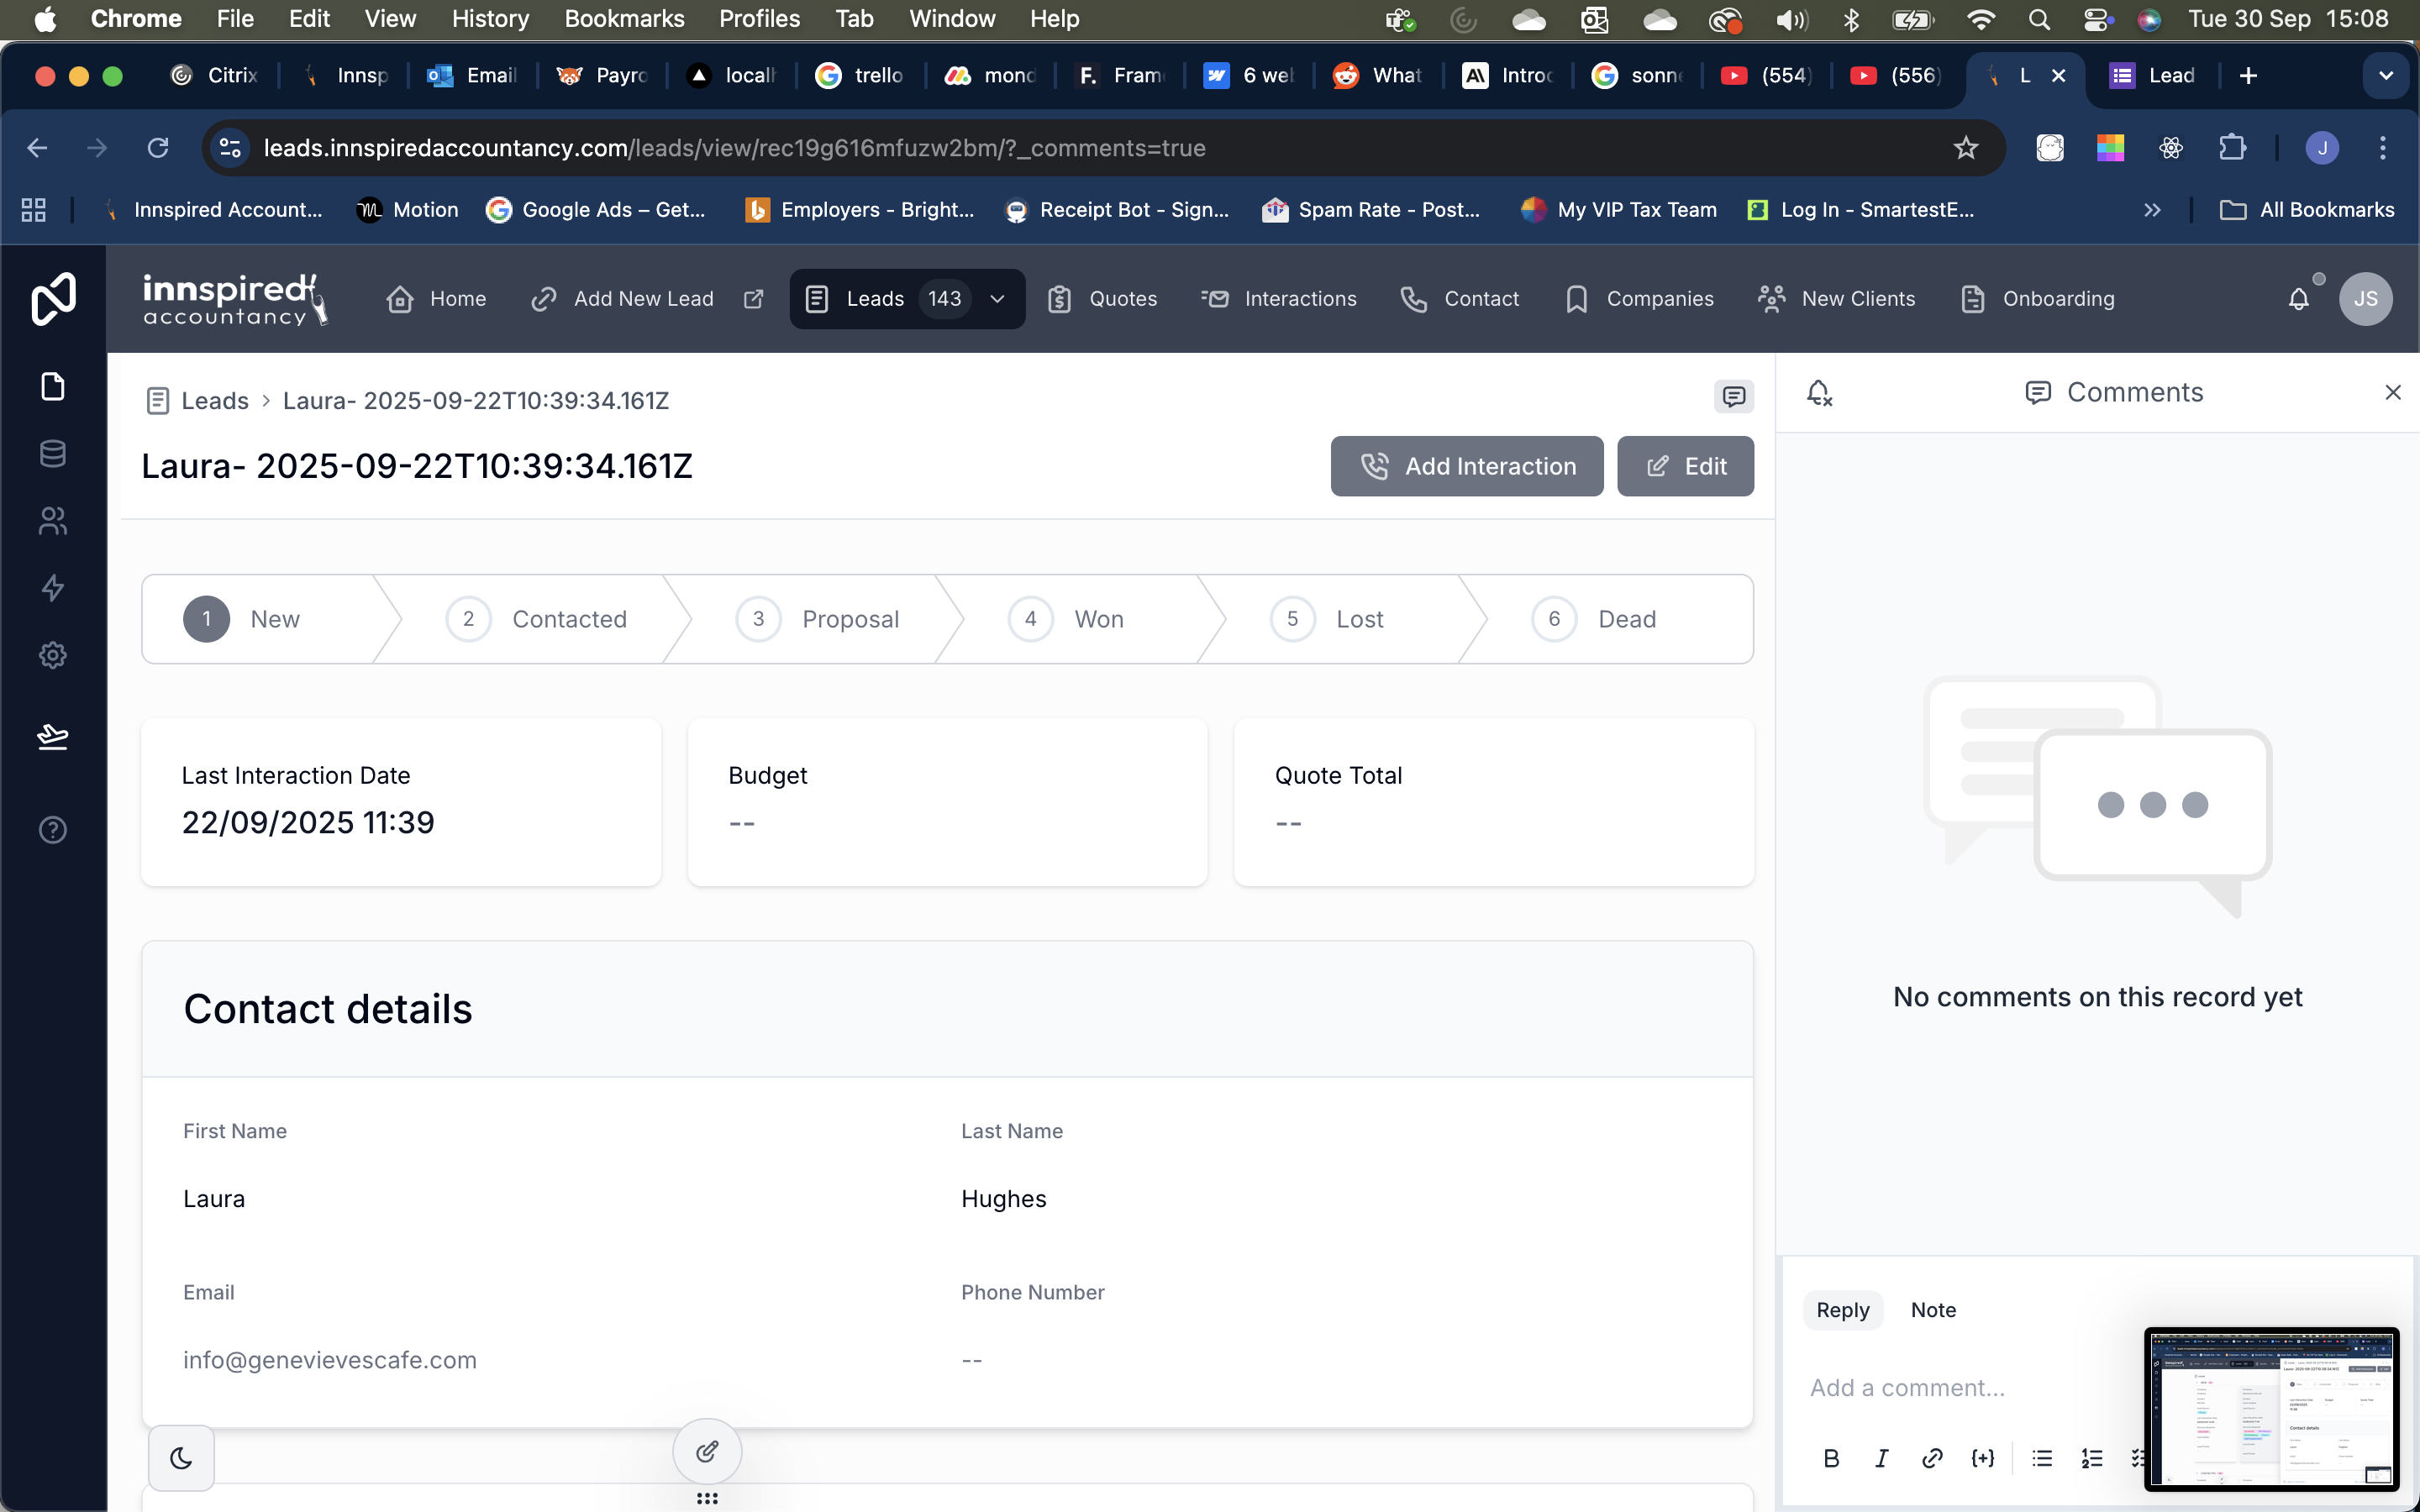 Chrome File Edit View History Bookmarks Profiles Tab Window Help Tue 30 Sep 15:08
Citrix Innsp Email Payro localh trello mond Fram 6 wel What Introd sonne (554) (556) L Lead
leads.innspiredaccountancy.com/leads/view/rec19g616mfuzw2bm/?_comments=true J
Innspired Account... Motion Google Ads – Get... Employers - Bright... Receipt Bot - Sign... Spam Rate - Post... My VIP Tax Team Log In - SmartestE... All Bookmarks
innspired accountancy
Home Add New Lead Leads 143 Quotes Interactions Contact Companies New Clients Onboarding JS
Leads > Laura- 2025-09-22T10:39:34.161Z
Comments
Laura- 2025-09-22T10:39:34.161Z
Add Interaction Edit
1 New 2 Contacted 3 Proposal 4 Won 5 Lost 6 Dead
Last Interaction Date Budget Quote Total
22/09/2025 11:39 -- --
Contact details
No comments on this record yet
First Name Last Name
Laura Hughes
Email Phone Number
info@genevievescafe.com --
Reply Note
Add a comment...